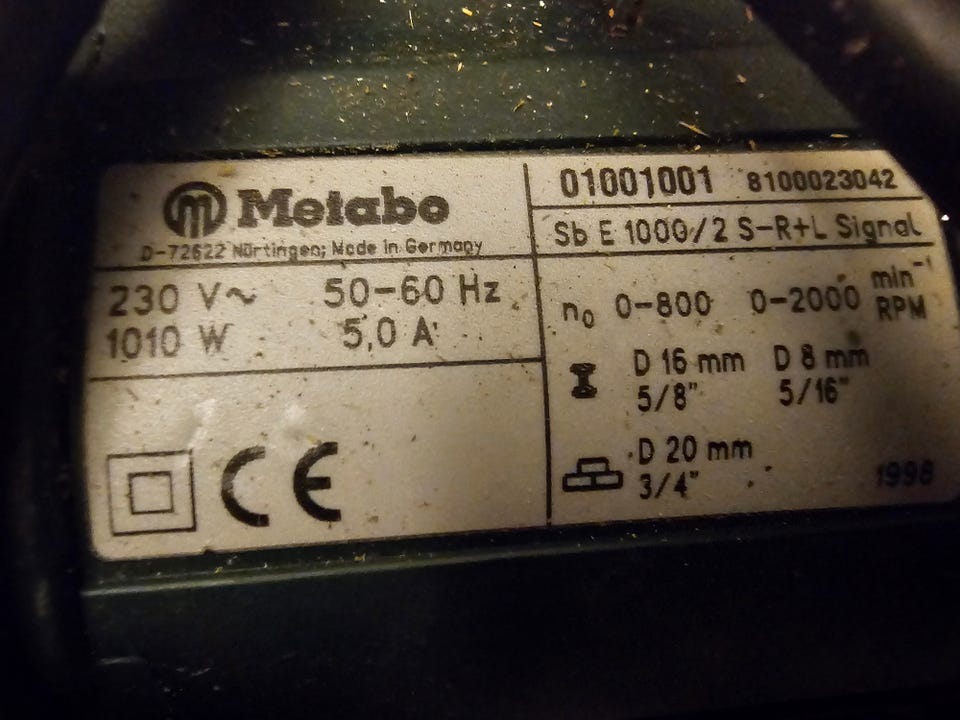 Metabo
D-72622 Nürtingen; Made in Germany
01001001 8100023042
Sb E 1000/2 S-R+L Signal
230 V~ 50-60 Hz
1010 W 5,0 A
n0 0-800 0-2000 min-1 RPM
D 16 mm D 8 mm
5/8" 5/16"
D 20 mm
3/4"
1996
CE